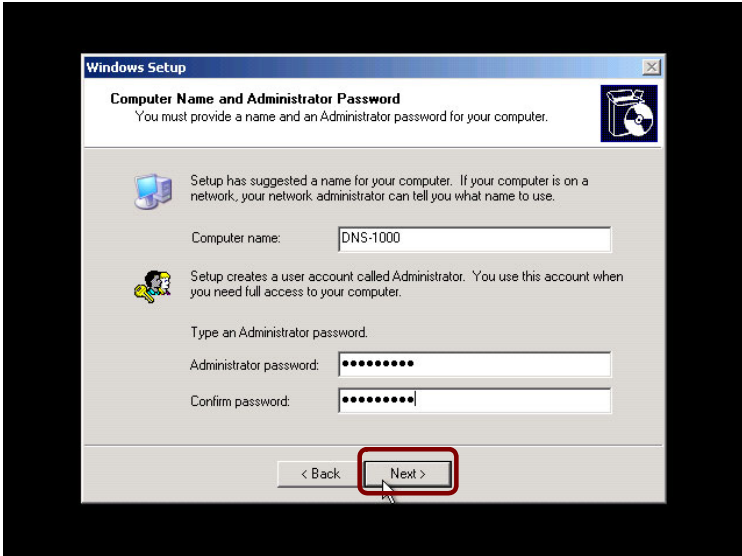 Windows Setup
Computer Name and Administrator Password
You must provide a name and an Administrator password for your computer.
Setup has suggested a name for your computer. If your computer is on a
network, your network administrator can tell you what name to use.
Computer name: DNS-1000
Setup creates a user account called Administrator. You use this account when
you need full access to your computer.
Type an Administrator password.
Administrator password: •••••••••
Confirm password: •••••••••
< Back Next >